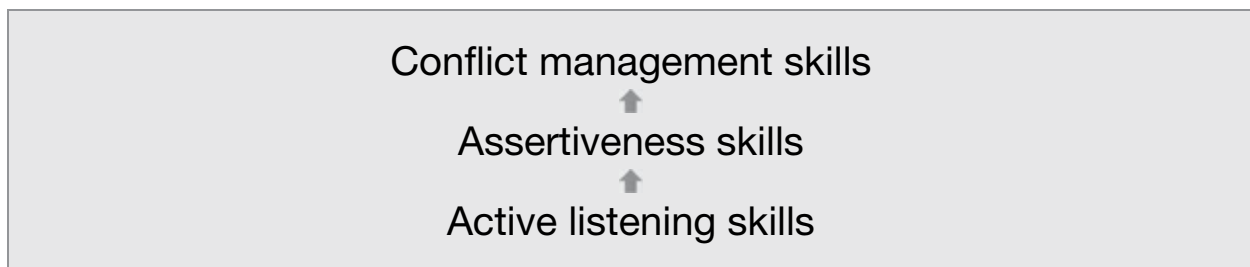 Conflict management skills
Assertiveness skills
Active listening skills